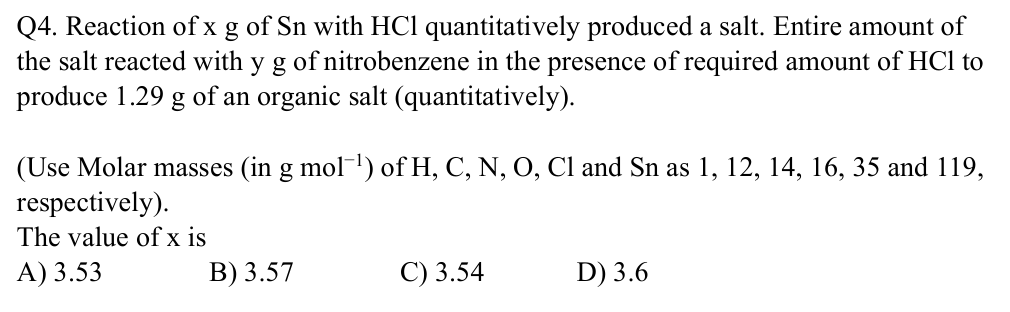 Q4. Reaction of x g of Sn with HCl quantitatively produced a salt. Entire amount of
the salt reacted with y g of nitrobenzene in the presence of required amount of HCl to
produce 1.29 g of an organic salt (quantitatively).
(Use Molar masses (in g mol⁻¹) of H, C, N, O, Cl and Sn as 1, 12, 14, 16, 35 and 119,
respectively).
The value of x is
A) 3.53 B) 3.57 C) 3.54 D) 3.6